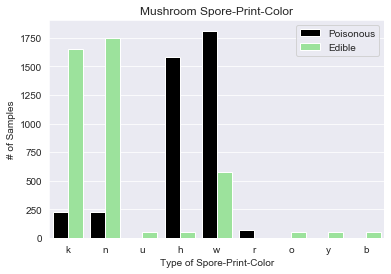 Mushroom Spore-Print-Color
Poisonous
Edible
# of Samples
1750
1500
1250
1000
750
500
250
0
k n u h w r o y b
Type of Spore-Print-Color